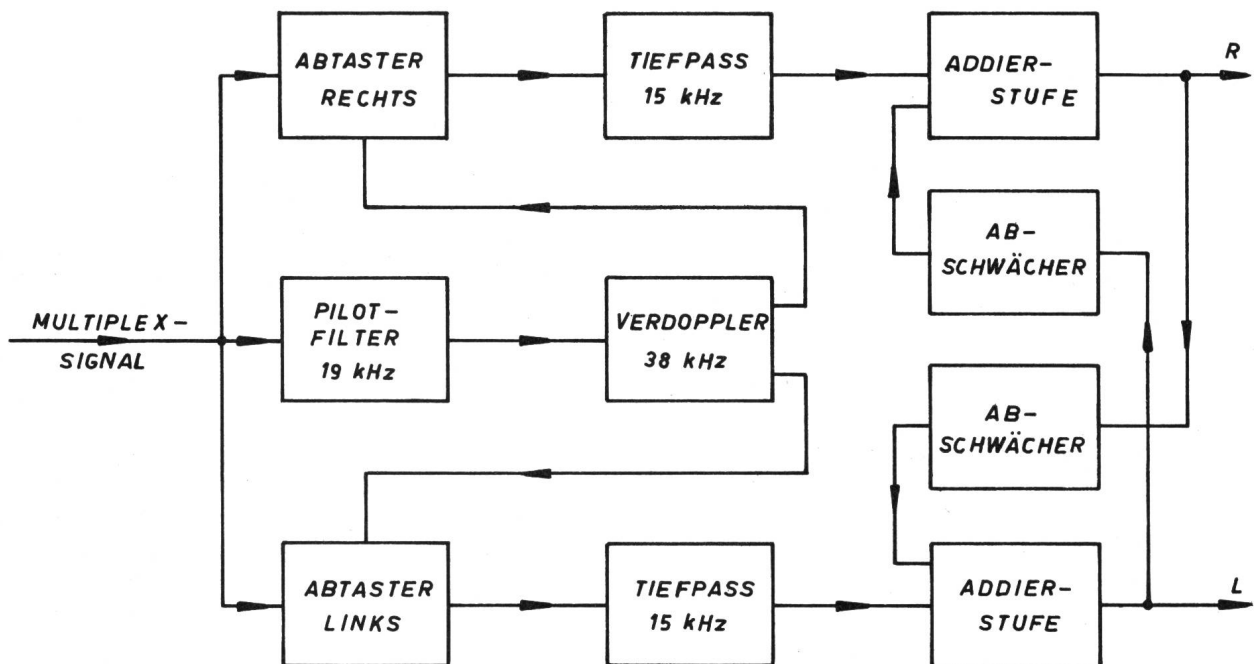 ABTASTER
RECHTS
TIEFPASS
15 kHz
ADDIER-
STUFE
R
AB-
SCHWÄCHER
MULTIPLEX-
SIGNAL
PILOT-
FILTER
19 kHz
VERDOPPLER
38 kHz
AB-
SCHWÄCHER
ABTASTER
LINKS
TIEFPASS
15 kHz
ADDIER-
STUFE
L